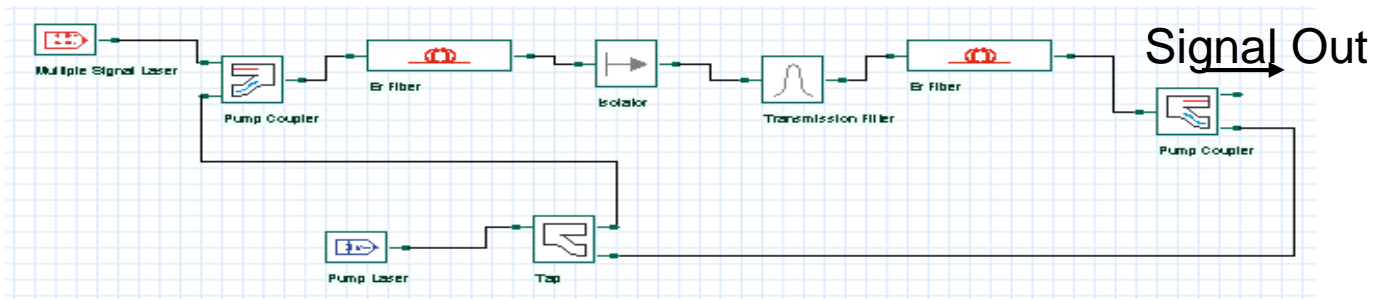 Signal Out
Multiple Signal Laser
Pump Coupler
Er Fiber
Isolator
Transmission Filter
Er Fiber
Pump Coupler
Pump Laser
Tap